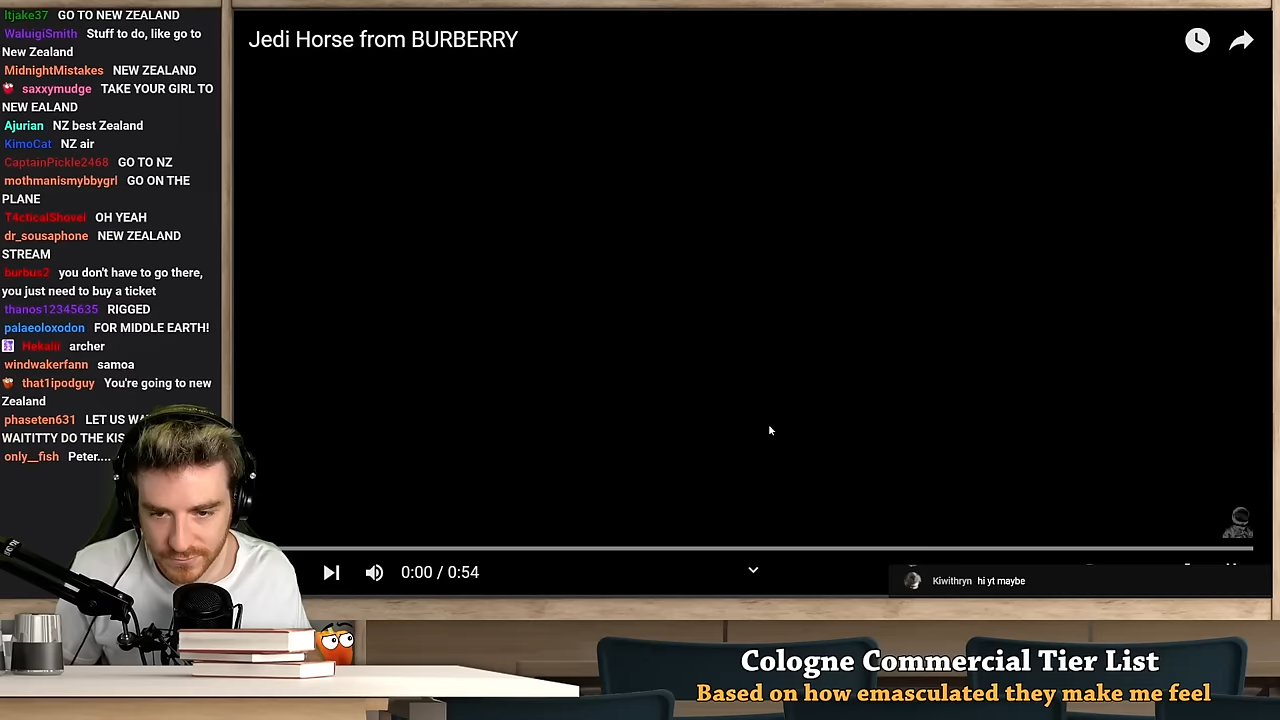 ltjake37 GO TO NEW ZEALAND
WaluigiSmith Stuff to do, like go to
New Zealand
MidnightMistakes NEW ZEALAND
saxxymudge TAKE YOUR GIRL TO
NEW EALAND
Ajurian NZ best Zealand
KimoCat NZ air
CaptainPickle2468 GO TO NZ
mothmanismybbygrl GO ON THE
PLANE
T4cticalShovel OH YEAH
dr_sousaphone NEW ZEALAND
STREAM
burbus2 you don't have to go there,
you just need to buy a ticket
thanos12345635 RIGGED
palaeoloxodon FOR MIDDLE EARTH!
Hekaiii archer
windwakerfann samoa
that1ipodguy You're going to new
Zealand
phaseten631 LET US
WAITITTY DO THE
only__fish Peter....
Jedi Horse from BURBERRY
0:00 / 0:54
Kiwithryn hi yt maybe
Cologne Commercial Tier List
Based on how emasculated they make me feel